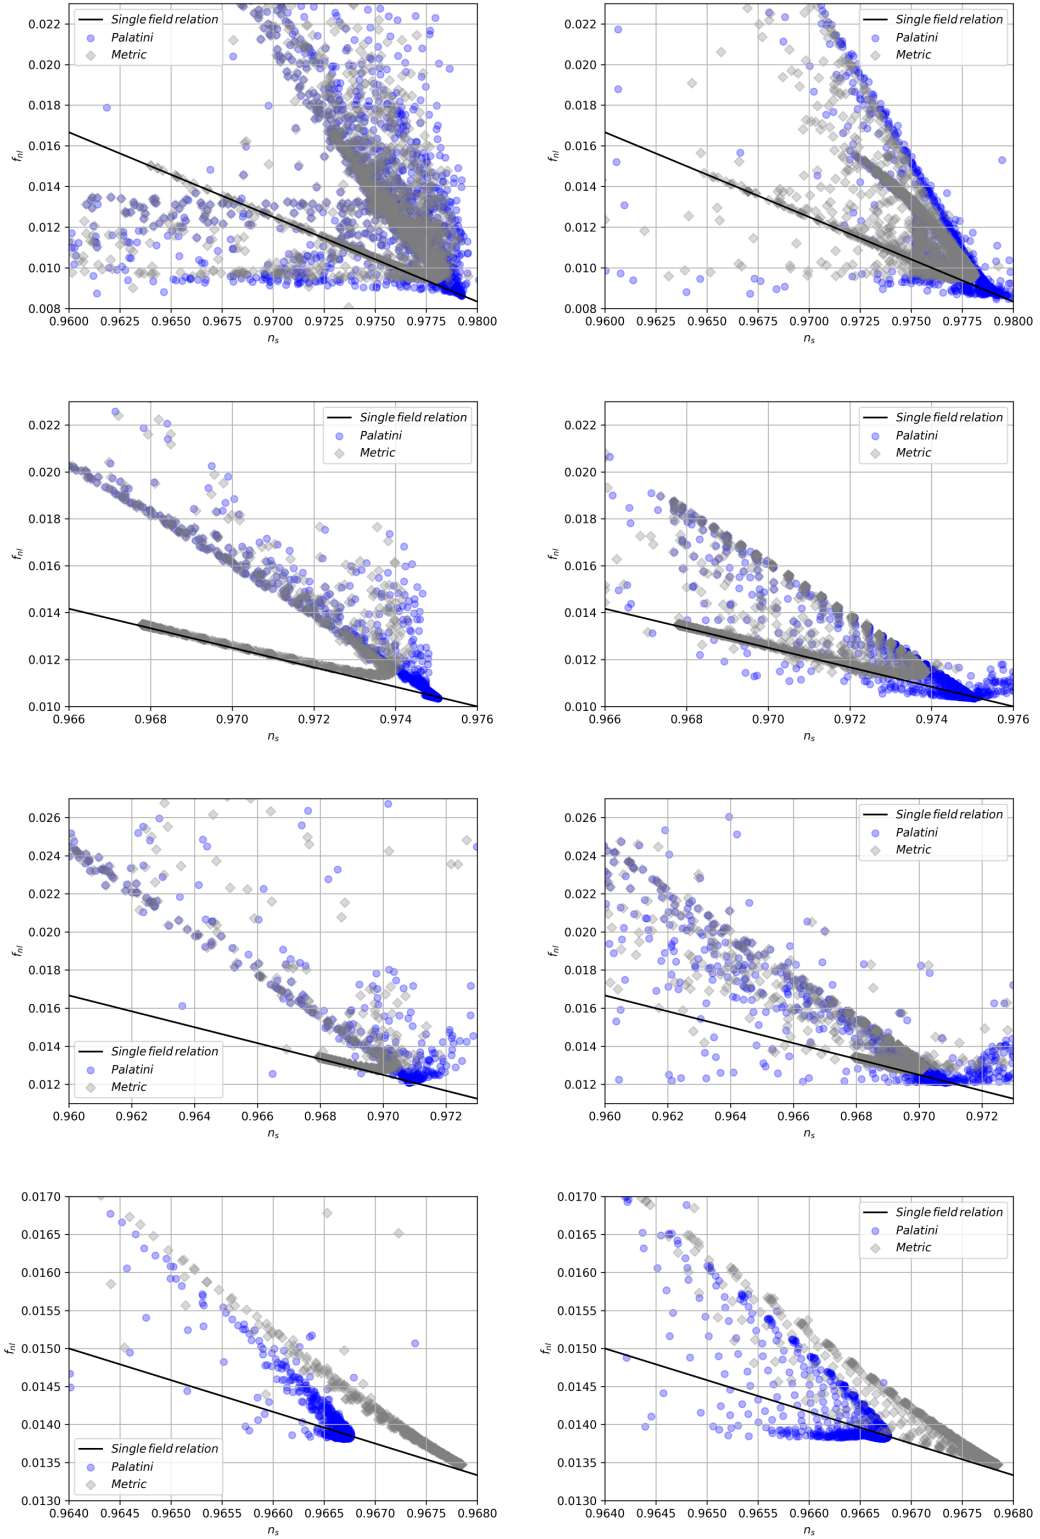 Single field relation
Palatini
Metric
f_nl
0.022
0.020
0.018
0.016
0.014
0.012
0.010
0.008
0.9600 0.9625 0.9650 0.9675 0.9700 0.9725 0.9750 0.9775 0.9800
n_s
Single field relation
Palatini
Metric
f_nl
0.022
0.020
0.018
0.016
0.014
0.012
0.010
0.008
0.9600 0.9625 0.9650 0.9675 0.9700 0.9725 0.9750 0.9775 0.9800
n_s
Single field relation
Palatini
Metric
f_nl
0.022
0.020
0.018
0.016
0.014
0.012
0.010
0.966 0.968 0.970 0.972 0.974 0.976
n_s
Single field relation
Palatini
Metric
f_nl
0.022
0.020
0.018
0.016
0.014
0.012
0.010
0.966 0.968 0.970 0.972 0.974 0.976
n_s
f_nl
0.026
0.024
0.022
0.020
0.018
0.016
0.014
0.012
Single field relation
Palatini
Metric
0.960 0.962 0.964 0.966 0.968 0.970 0.972
n_s
Single field relation
Palatini
Metric
f_nl
0.026
0.024
0.022
0.020
0.018
0.016
0.014
0.012
0.960 0.962 0.964 0.966 0.968 0.970 0.972
n_s
f_nl
0.0170
0.0165
0.0160
0.0155
0.0150
0.0145
0.0140
0.0135
0.0130
Single field relation
Palatini
Metric
0.9640 0.9645 0.9650 0.9655 0.9660 0.9665 0.9670 0.9675 0.9680
n_s
Single field relation
Palatini
Metric
f_nl
0.0170
0.0165
0.0160
0.0155
0.0150
0.0145
0.0140
0.0135
0.0130
0.9640 0.9645 0.9650 0.9655 0.9660 0.9665 0.9670 0.9675 0.9680
n_s